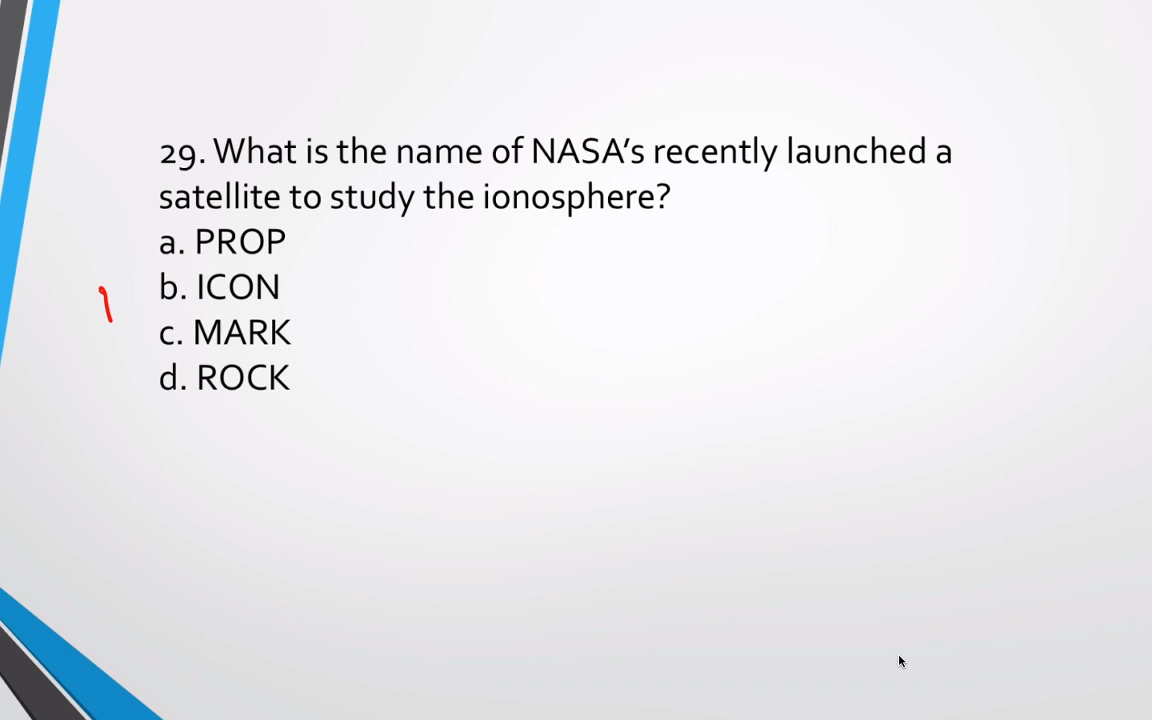 29. What is the name of NASA’s recently launched a
satellite to study the ionosphere?
a. PROP
b. ICON
c. MARK
d. ROCK